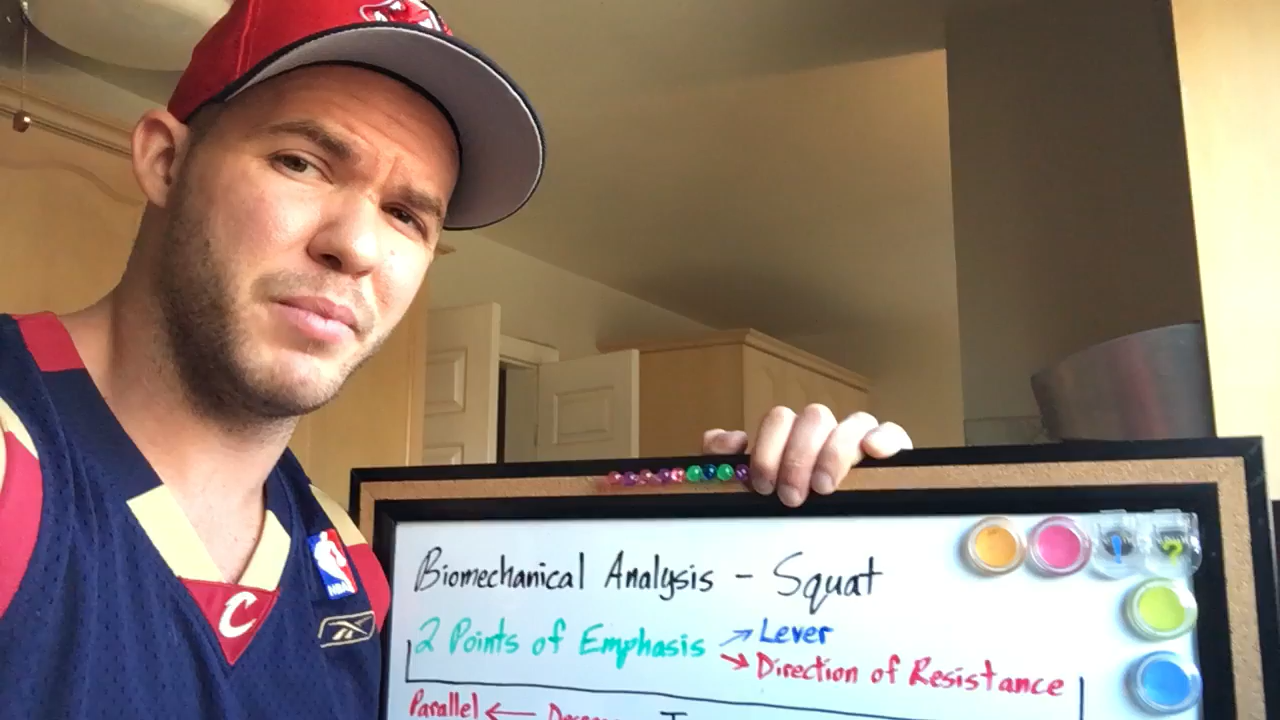 Biomechanical Analysis - Squat
2 Points of Emphasis
Lever
Direction of Resistance
Parallel
C
NBA